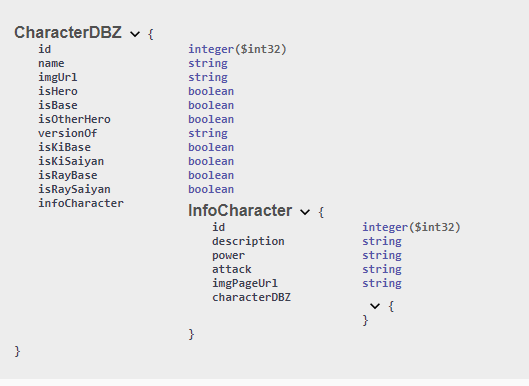 CharacterDBZ {
id integer($int32)
name string
imgUrl string
isHero boolean
isBase boolean
isOtherHero boolean
versionOf string
isKiBase boolean
isKiSaiyan boolean
isRayBase boolean
isRaySaiyan boolean
infoCharacter
InfoCharacter {
id integer($int32)
description string
power string
attack string
imgPageUrl string
characterDBZ
{
}
}
}